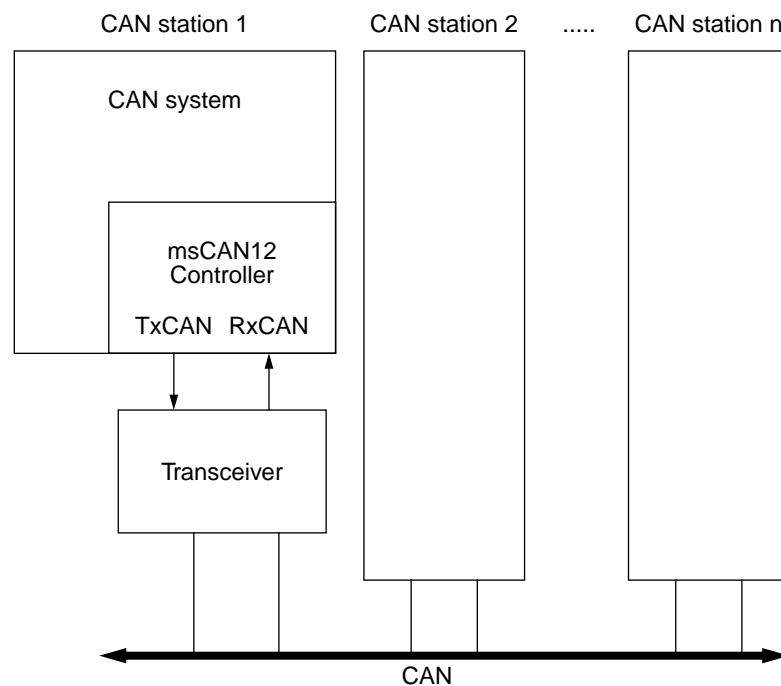 CAN station 1
CAN station 2
.....
CAN station n
CAN system
msCAN12
Controller
TxCAN RxCAN
Transceiver
CAN